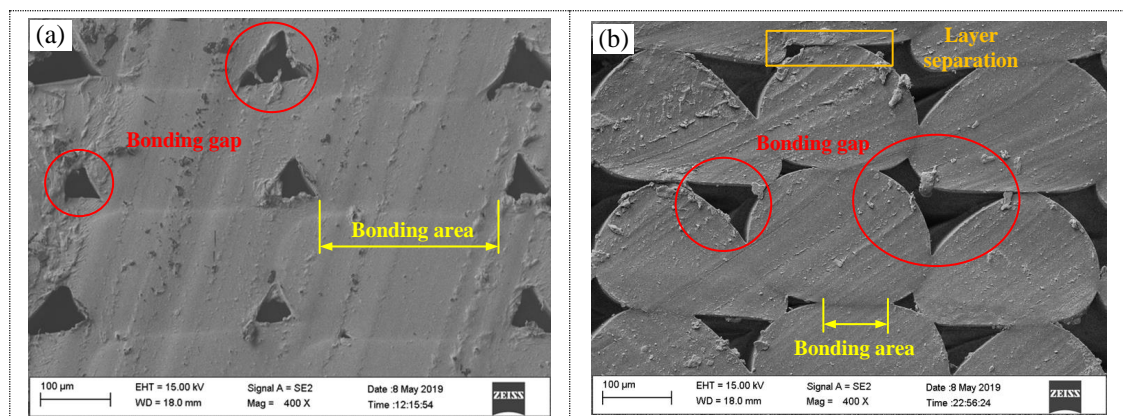 (a)
Bonding gap
Bonding area
100 µm
EHT = 15.00 kV
WD = 18.0 mm
Signal A = SE2
Mag = 400 X
Date :8 May 2019
Time :12:15:54
ZEISS
(b)
Layer
separation
Bonding gap
Bonding area
100 µm
EHT = 15.00 kV
WD = 18.0 mm
Signal A = SE2
Mag = 400 X
Date :8 May 2019
Time :22:56:24
ZEISS